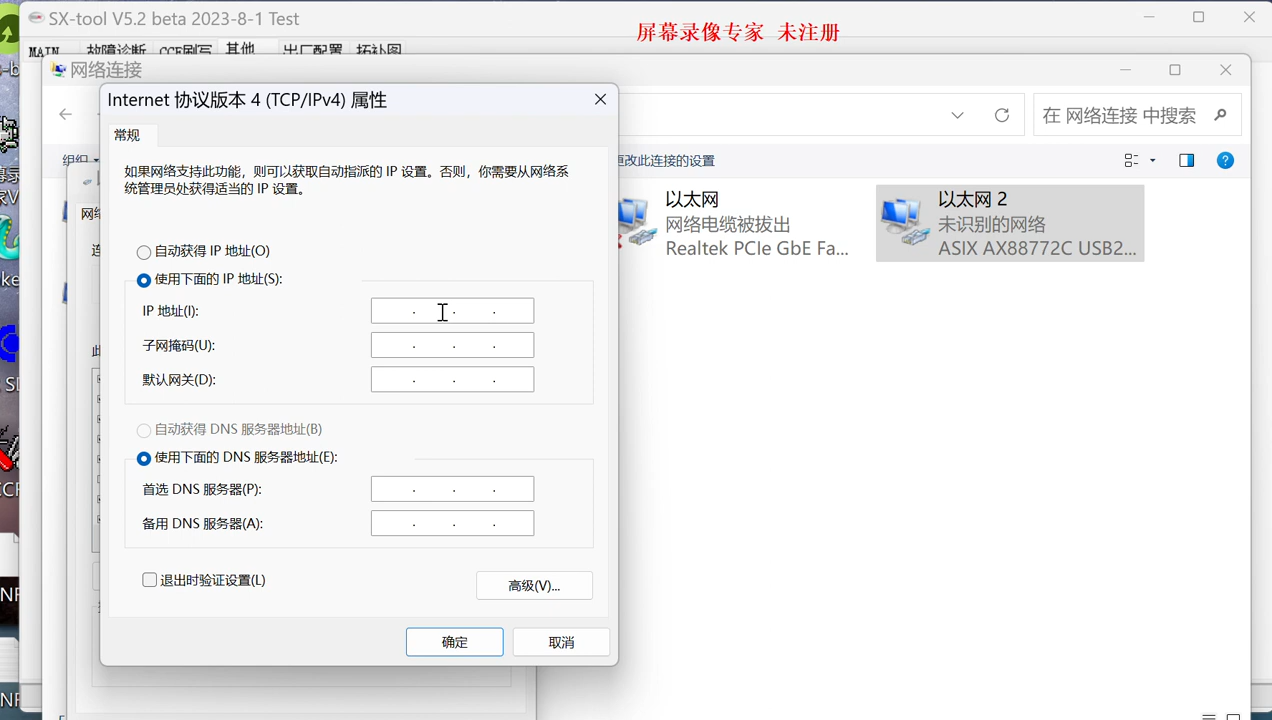 SX-tool V5.2 beta 2023-8-1 Test
屏幕录像专家 未注册
MAIN 故障诊断 CCF刷写 其他 出厂配置 拓补图
网络连接
Internet 协议版本 4 (TCP/IPv4) 属性
在 网络连接 中搜索
常规
组织
更改此连接的设置
如果网络支持此功能，则可以获取自动指派的 IP 设置。否则，你需要从网络系
统管理员处获得适当的 IP 设置。
以太网
网络电缆被拔出
Realtek PCIe GbE Fa...
以太网 2
未识别的网络
ASIX AX88772C USB2...
自动获得 IP 地址(O)
使用下面的 IP 地址(S):
IP 地址(I):
子网掩码(U):
默认网关(D):
自动获得 DNS 服务器地址(B)
使用下面的 DNS 服务器地址(E):
首选 DNS 服务器(P):
备用 DNS 服务器(A):
退出时验证设置(L)
高级(V)...
确定
取消